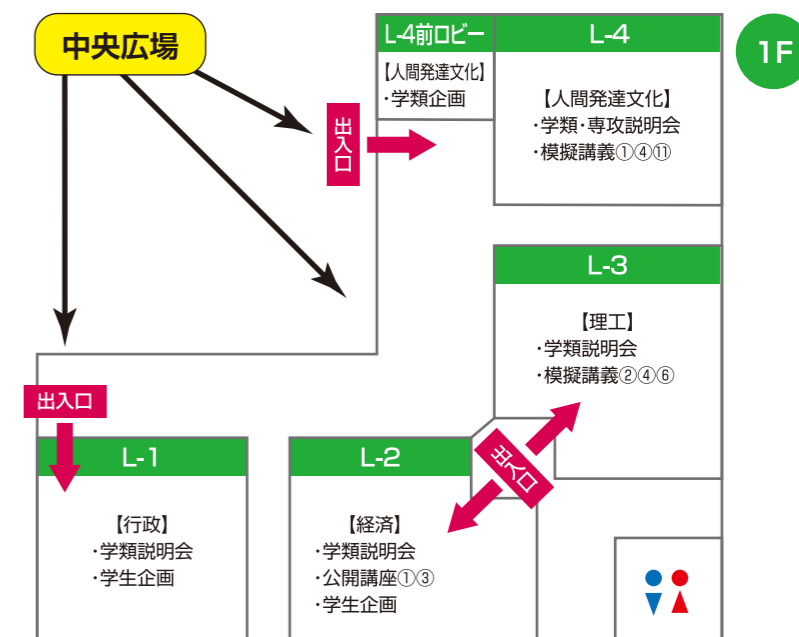 中央広場
L-4前ロビー
【人間発達文化】
・学類企画
L-4
【人間発達文化】
・学類・専攻説明会
・模擬講義①④⑪
1F
出入口
L-3
【理工】
・学類説明会
・模擬講義②④⑥
出入口
L-1
【行政】
・学類説明会
・学生企画
L-2
【経済】
・学類説明会
・公開講座①③
・学生企画
出入口